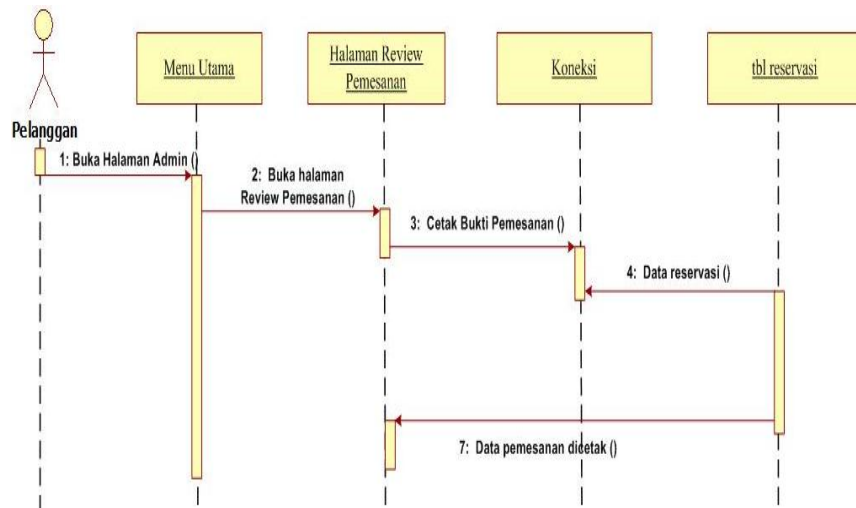 Pelanggan
Menu Utama
Halaman Review
Pemesanan
Koneksi
tbl reservasi
1: Buka Halaman Admin ()
2: Buka halaman
Review Pemesanan ()
3: Cetak Bukti Pemesanan ()
4: Data reservasi ()
7: Data pemesanan dicetak ()